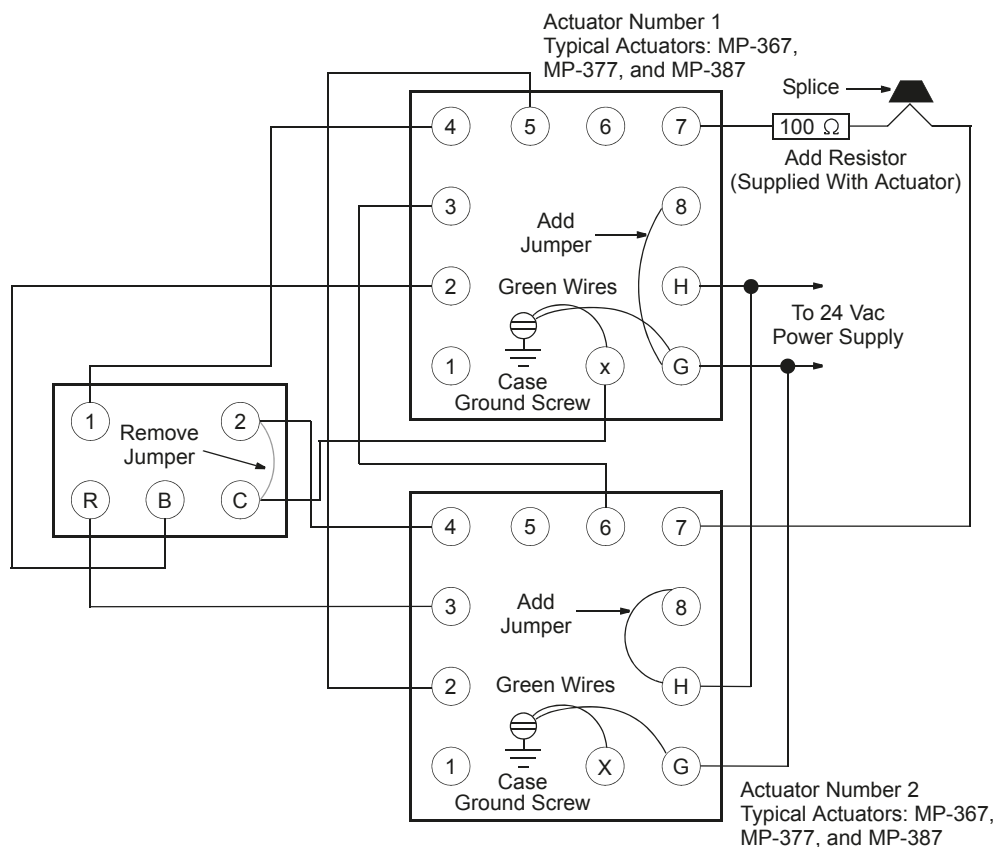 Actuator Number 1
Typical Actuators: MP-367,
MP-377, and MP-387
Splice
4 5 6 7
100 Ω
Add Resistor
(Supplied With Actuator)
3
Add
Jumper
8
2
Green Wires
H
To 24 Vac
Power Supply
1
Case
Ground Screw
x
G
1
2
Remove
Jumper
R B C
4 5 6 7
3
Add
Jumper
8
2
Green Wires
H
1
Case
Ground Screw
X
G
Actuator Number 2
Typical Actuators: MP-367,
MP-377, and MP-387